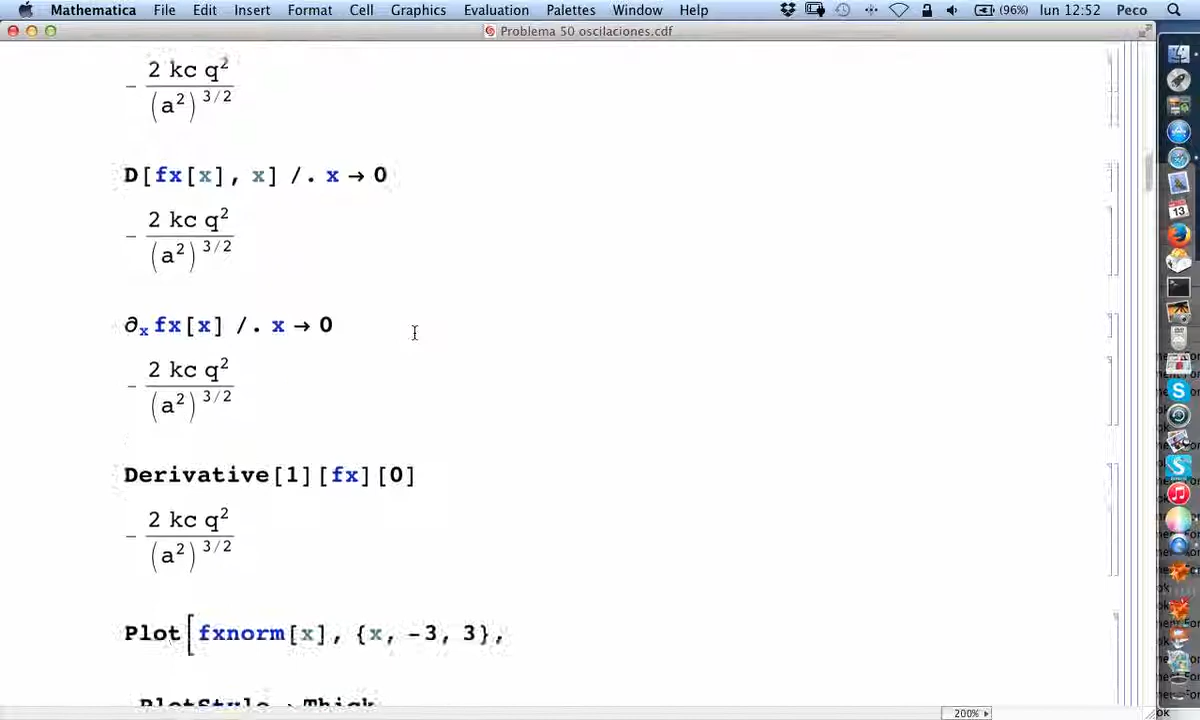 Mathematica File Edit Insert Format Cell Graphics Evaluation Palettes Window Help (96%) lun 12:52 Peco
Problema 50 oscilaciones.cdf
- 2 kc q² / (a²)^3/2
D[fx[x], x] /. x → 0
- 2 kc q² / (a²)^3/2
∂x fx[x] /. x → 0
- 2 kc q² / (a²)^3/2
Derivative[1][fx][0]
- 2 kc q² / (a²)^3/2
Plot[fxnorm[x], {x, -3, 3},
PlotStyle → Thick
200%
13